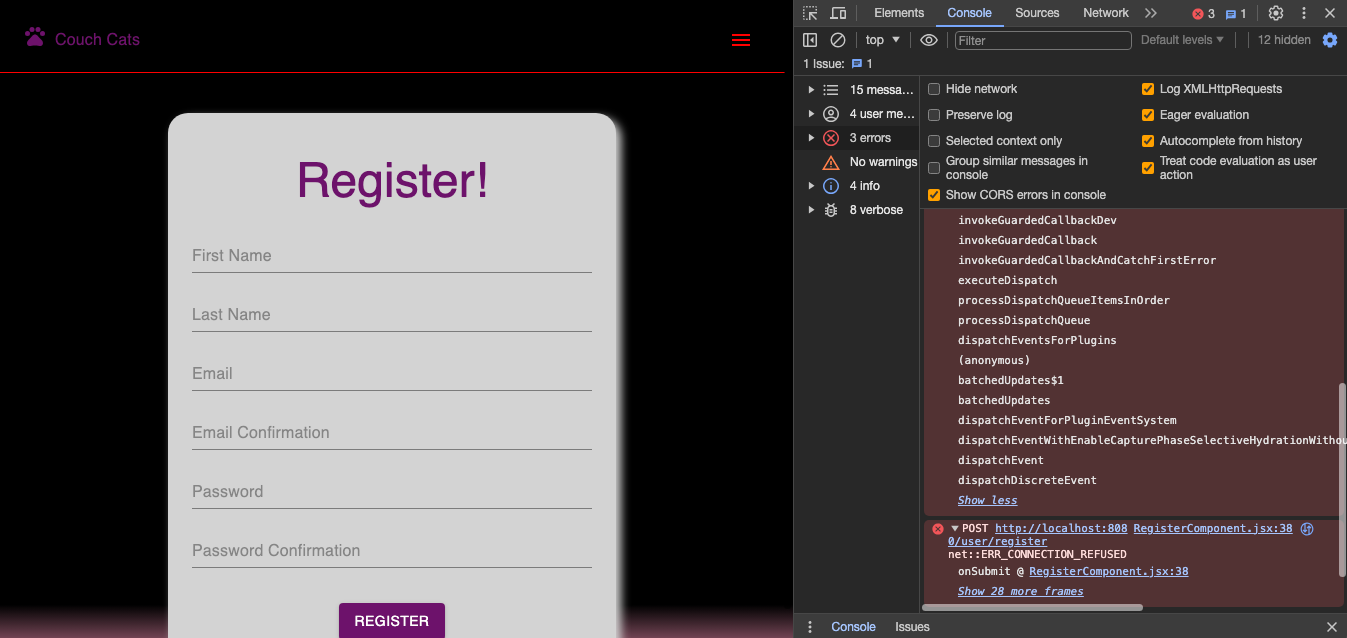 Couch Cats
Register!
First Name
Last Name
Email
Email Confirmation
Password
Password Confirmation
REGISTER
Elements Console Sources Network 3 1
top Filter Default levels 12 hidden
1 Issue: 1
15 messa...
4 user me...
3 errors
No warnings
4 info
8 verbose
Hide network
Log XMLHttpRequests
Preserve log
Eager evaluation
Selected context only
Autocomplete from history
Group similar messages in
console
Treat code evaluation as user
action
Show CORS errors in console
invokeGuardedCallbackDev
invokeGuardedCallback
invokeGuardedCallbackAndCatchFirstError
executeDispatch
processDispatchQueueItemsInOrder
processDispatchQueue
dispatchEventsForPlugins
(anonymous)
batchedUpdates$1
batchedUpdates
dispatchEventForPluginEventSystem
dispatchEventWithEnableCapturePhaseSelectiveHydrationWithou
dispatchEvent
dispatchDiscreteEvent
Show less
POST http://localhost:808 RegisterComponent.jsx:38
0/user/register
net::ERR_CONNECTION_REFUSED
onSubmit @ RegisterComponent.jsx:38
Show 28 more frames
Console Issues